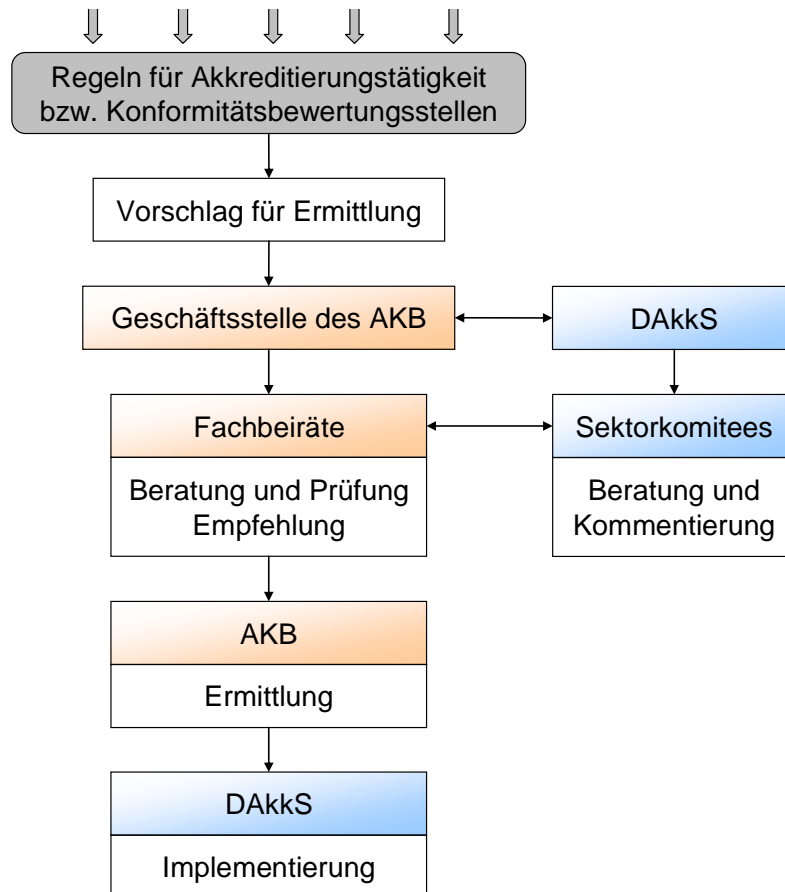 Regeln für Akkreditierungstätigkeit
bzw. Konformitätsbewertungsstellen
Vorschlag für Ermittlung
Geschäftsstelle des AKB
DAkkS
Fachbeiräte
Sektorkomitees
Beratung und Prüfung
Empfehlung
Beratung und
Kommentierung
AKB
Ermittlung
DAkkS
Implementierung